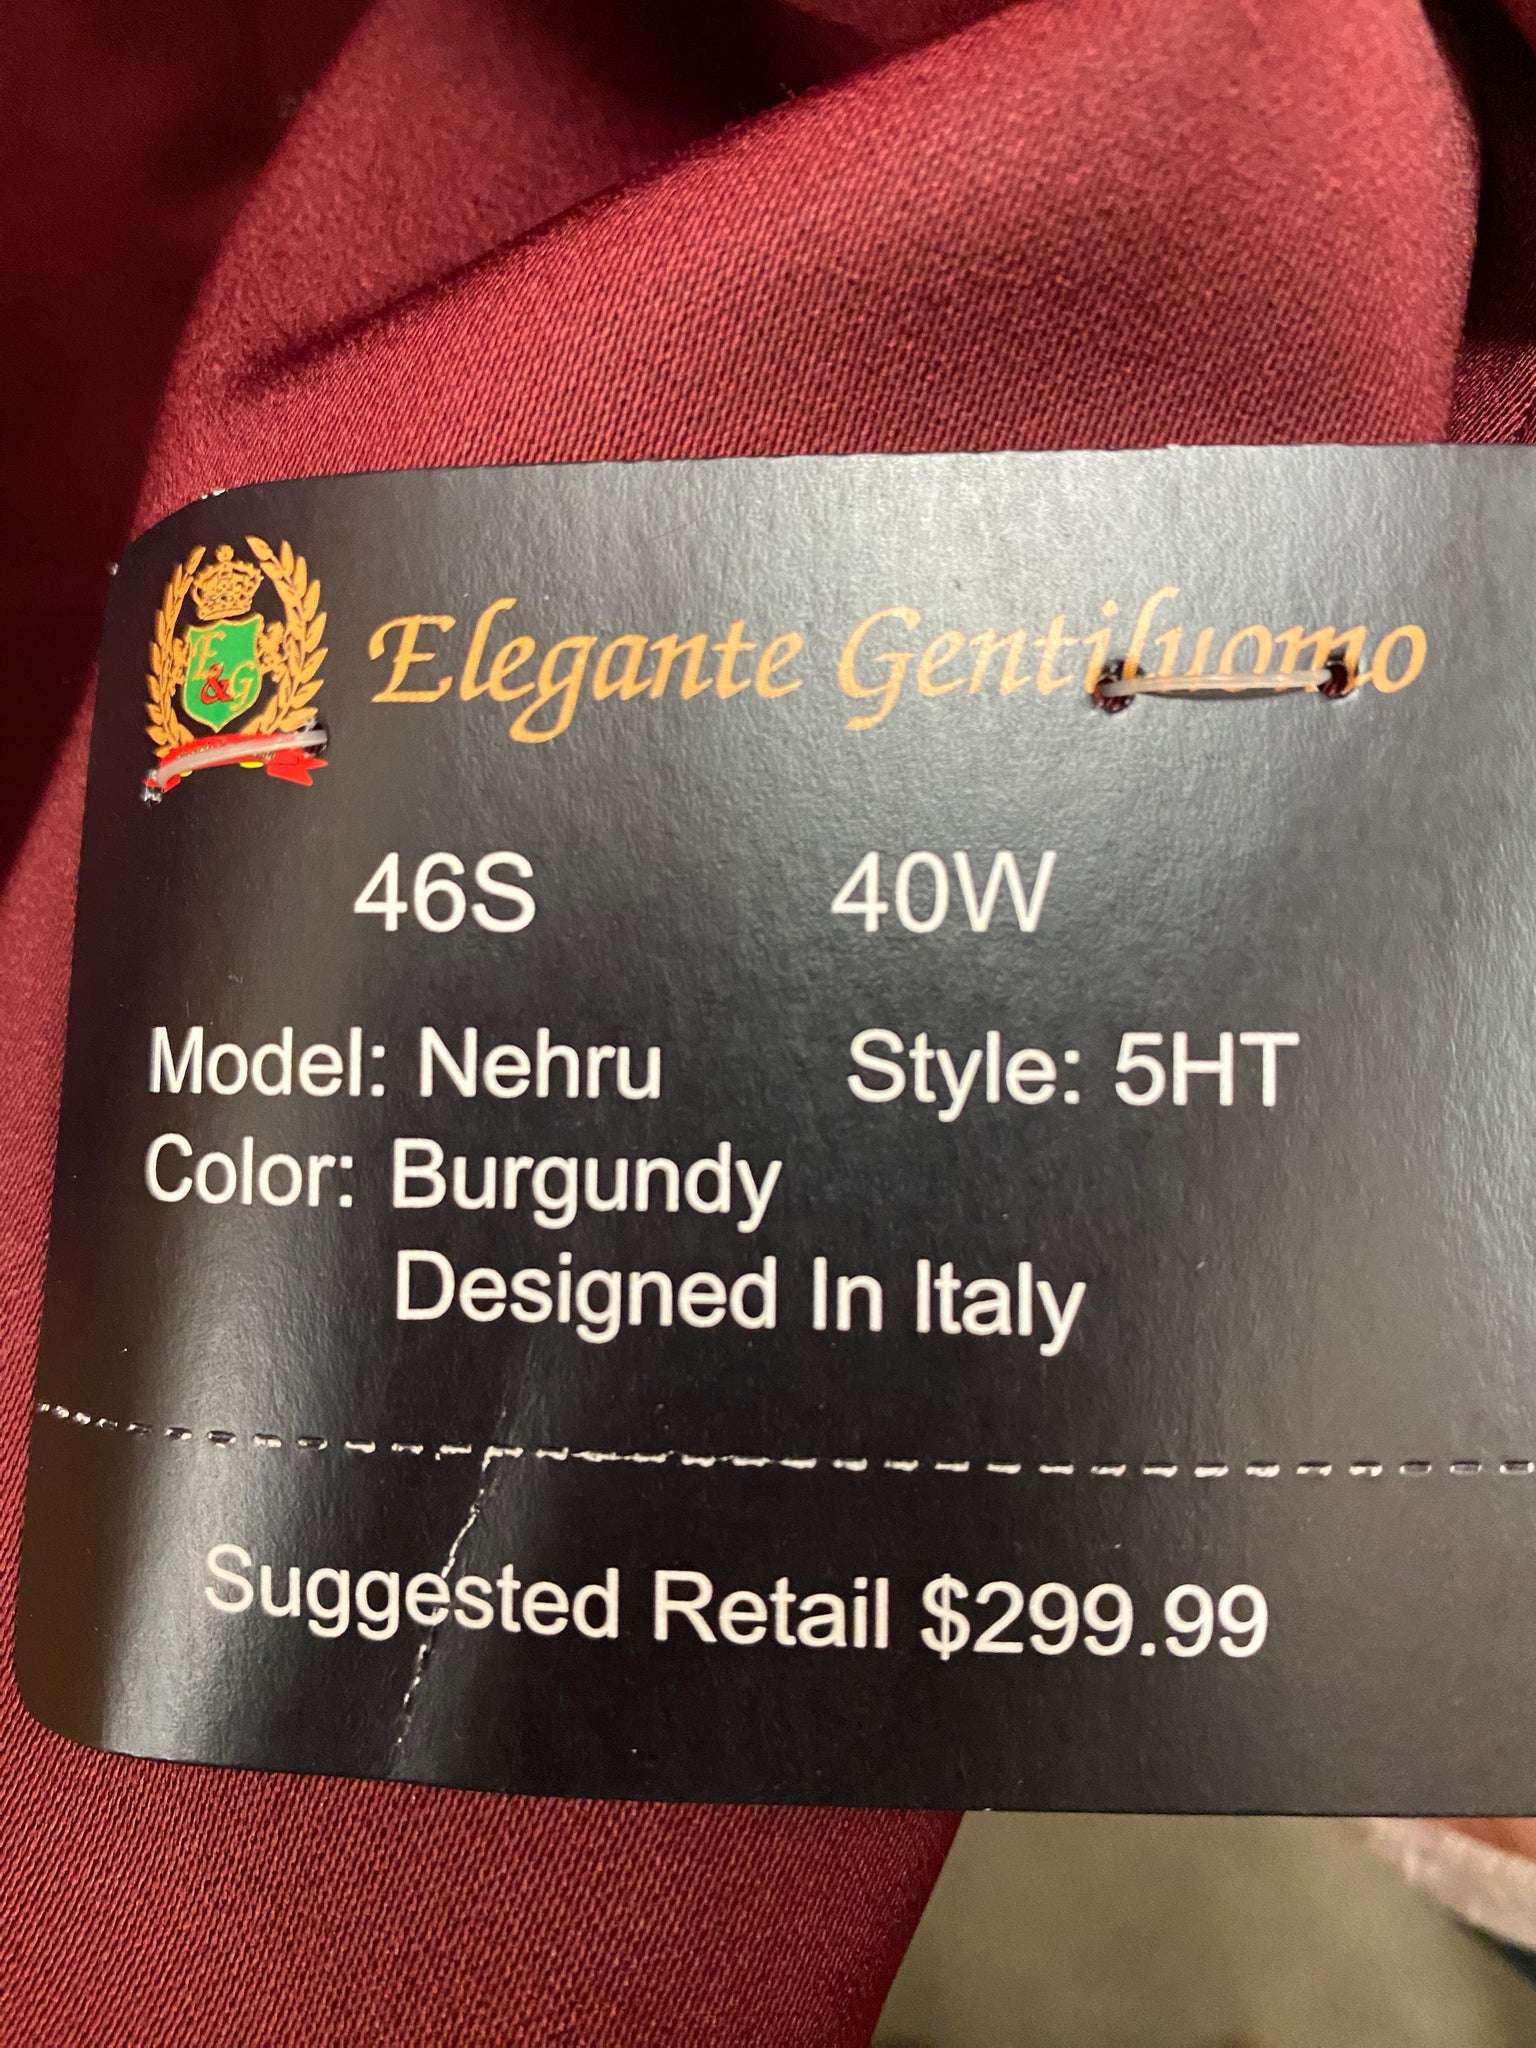 E&G
Elegante Gentiluomo
46S 40W
Model: Nehru Style: 5HT
Color: Burgundy
Designed In Italy
Suggested Retail $299.99